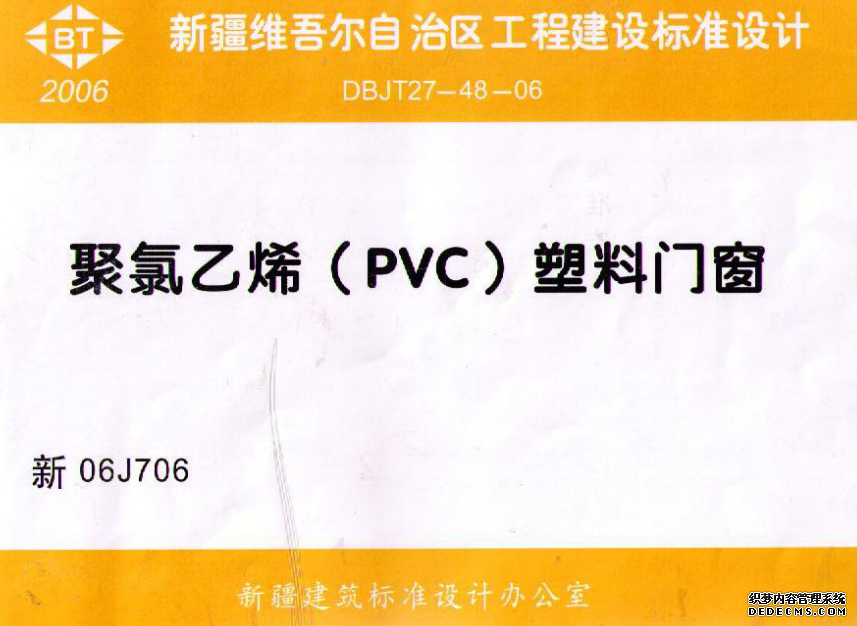 BT
新疆维吾尔自治区工程建设标准设计
2006
DBJT27-48-06
聚氯乙烯（PVC）塑料门窗
新 06J706
新疆建筑标准设计办公室
织梦内容管理系统
DEDECMS.COM